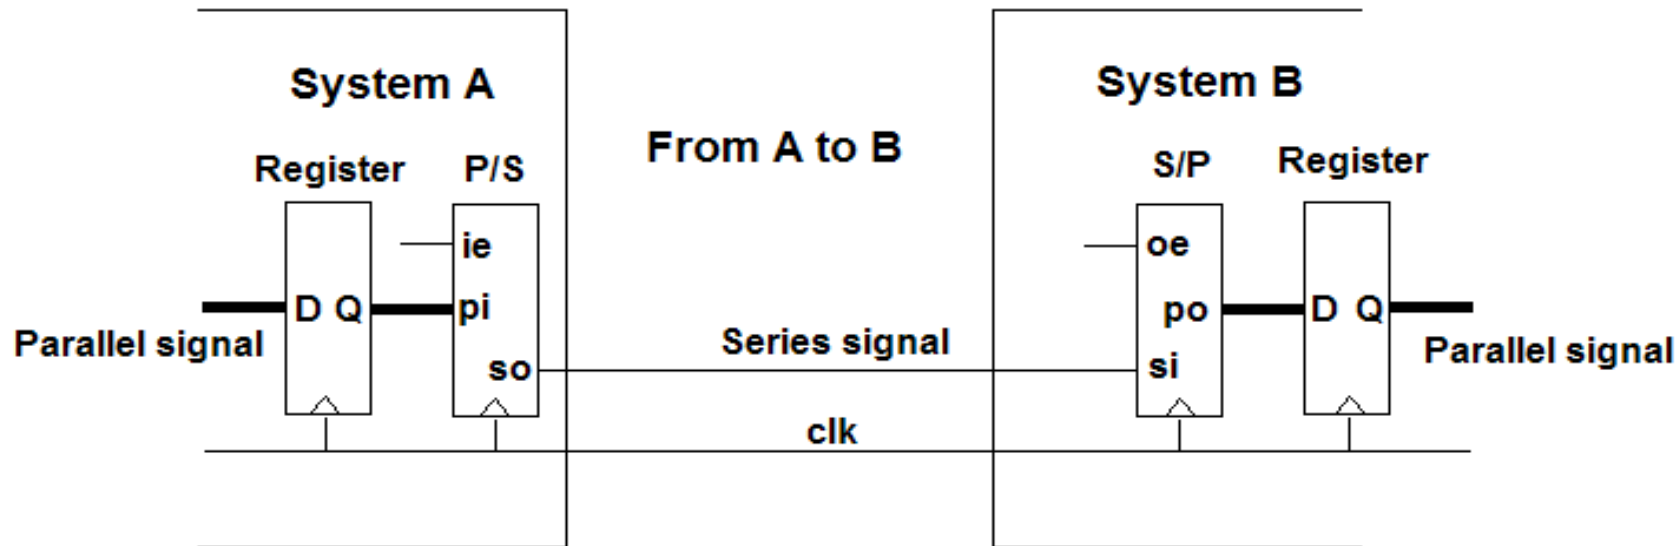 System A
System B
From A to B
Register
P/S
S/P
Register
ie
oe
D Q
pi
po
D Q
Parallel signal
Series signal
Parallel signal
so
si
clk